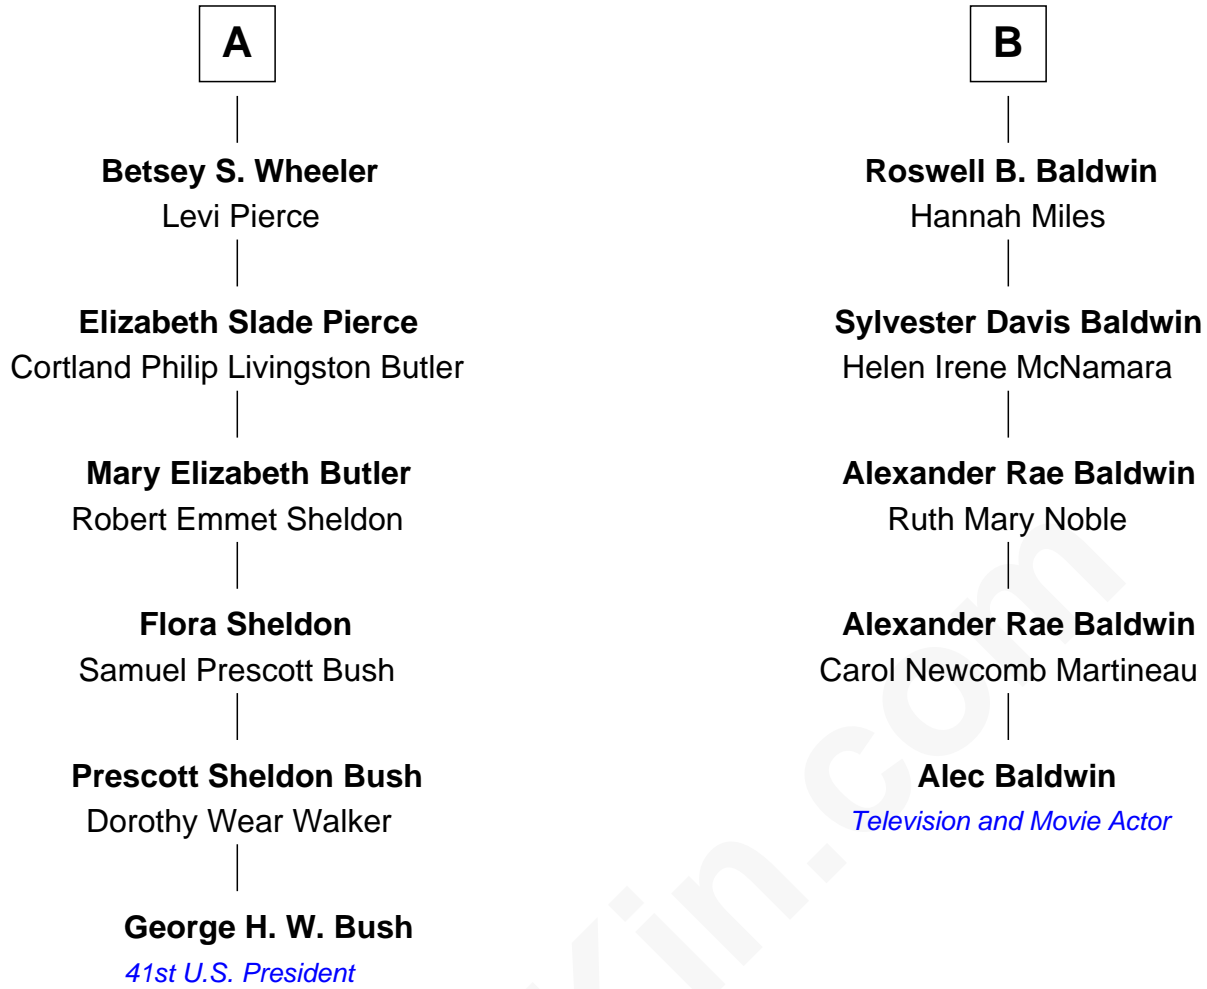 A
Betsey S. Wheeler
Levi Pierce
Elizabeth Slade Pierce
Cortland Philip Livingston Butler
Mary Elizabeth Butler
Robert Emmet Sheldon
Flora Sheldon
Samuel Prescott Bush
Prescott Sheldon Bush
Dorothy Wear Walker
George H. W. Bush
41st U.S. President
B
Roswell B. Baldwin
Hannah Miles
Sylvester Davis Baldwin
Helen Irene McNamara
Alexander Rae Baldwin
Ruth Mary Noble
Alexander Rae Baldwin
Carol Newcomb Martineau
Alec Baldwin
Television and Movie Actor
Kin.com